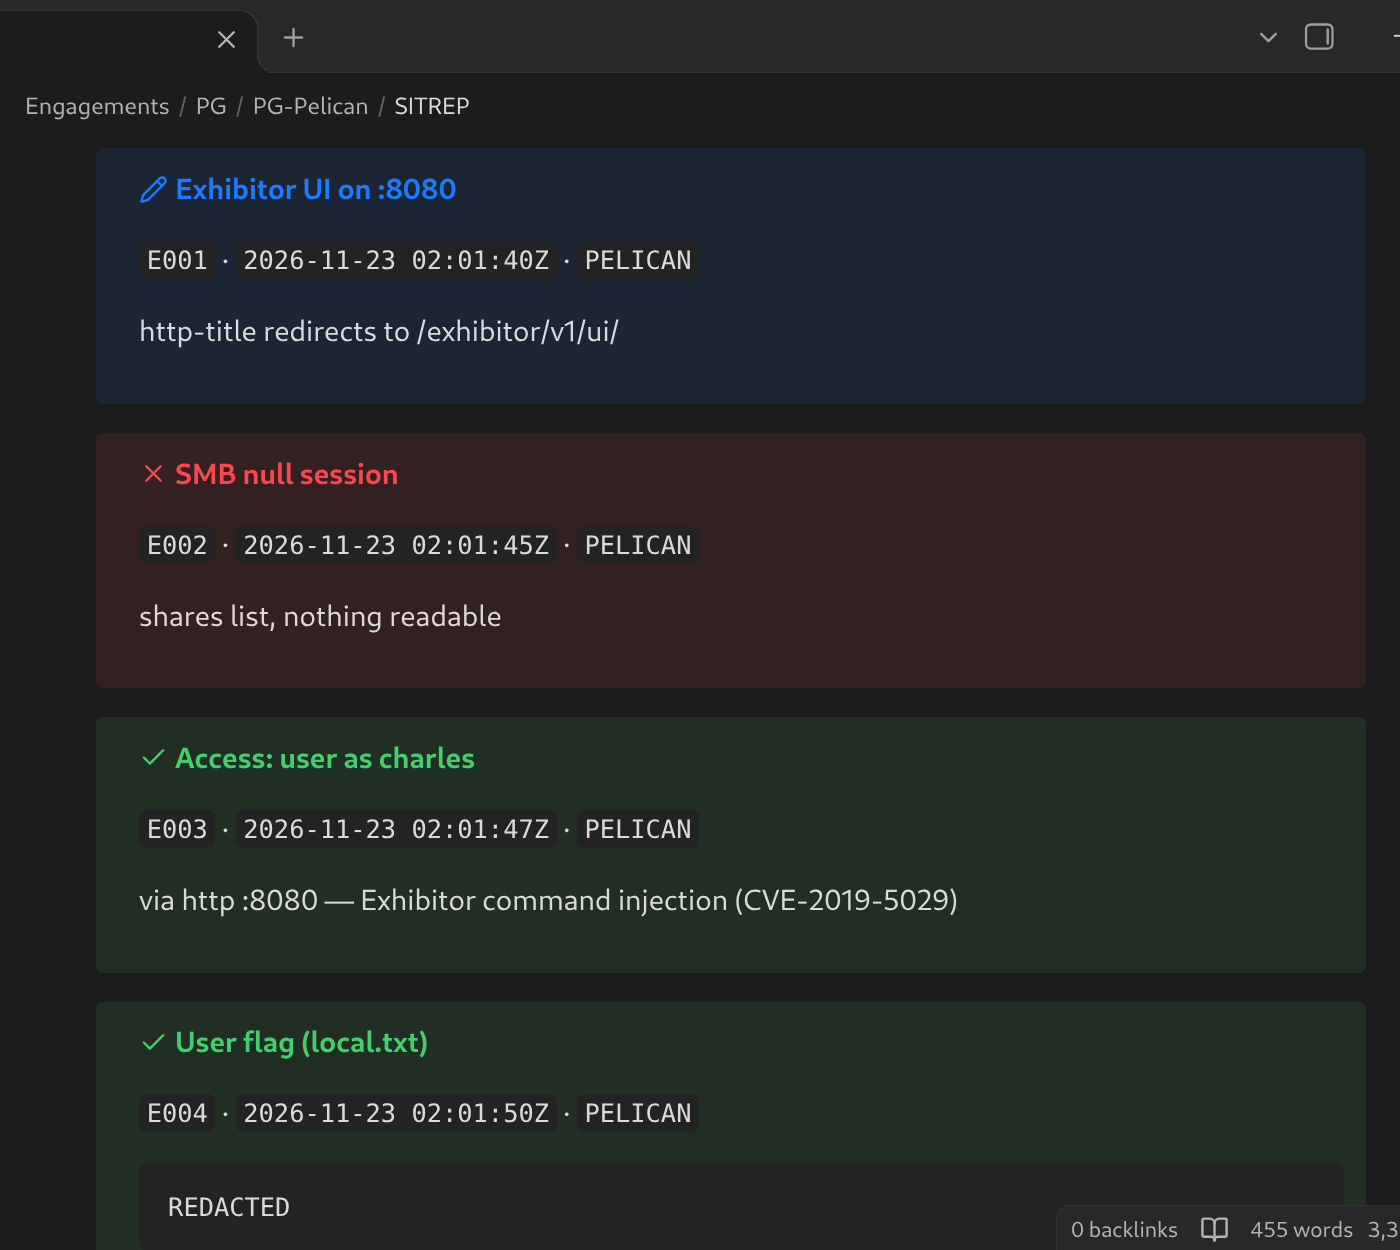 Engagements / PG / PG-Pelican / SITREP
Exhibitor UI on :8080
E001 · 2026-11-23 02:01:40Z · PELICAN
http-title redirects to /exhibitor/v1/ui/
SMB null session
E002 · 2026-11-23 02:01:45Z · PELICAN
shares list, nothing readable
Access: user as charles
E003 · 2026-11-23 02:01:47Z · PELICAN
via http :8080 — Exhibitor command injection (CVE-2019-5029)
User flag (local.txt)
E004 · 2026-11-23 02:01:50Z · PELICAN
REDACTED
0 backlinks 455 words 3,3